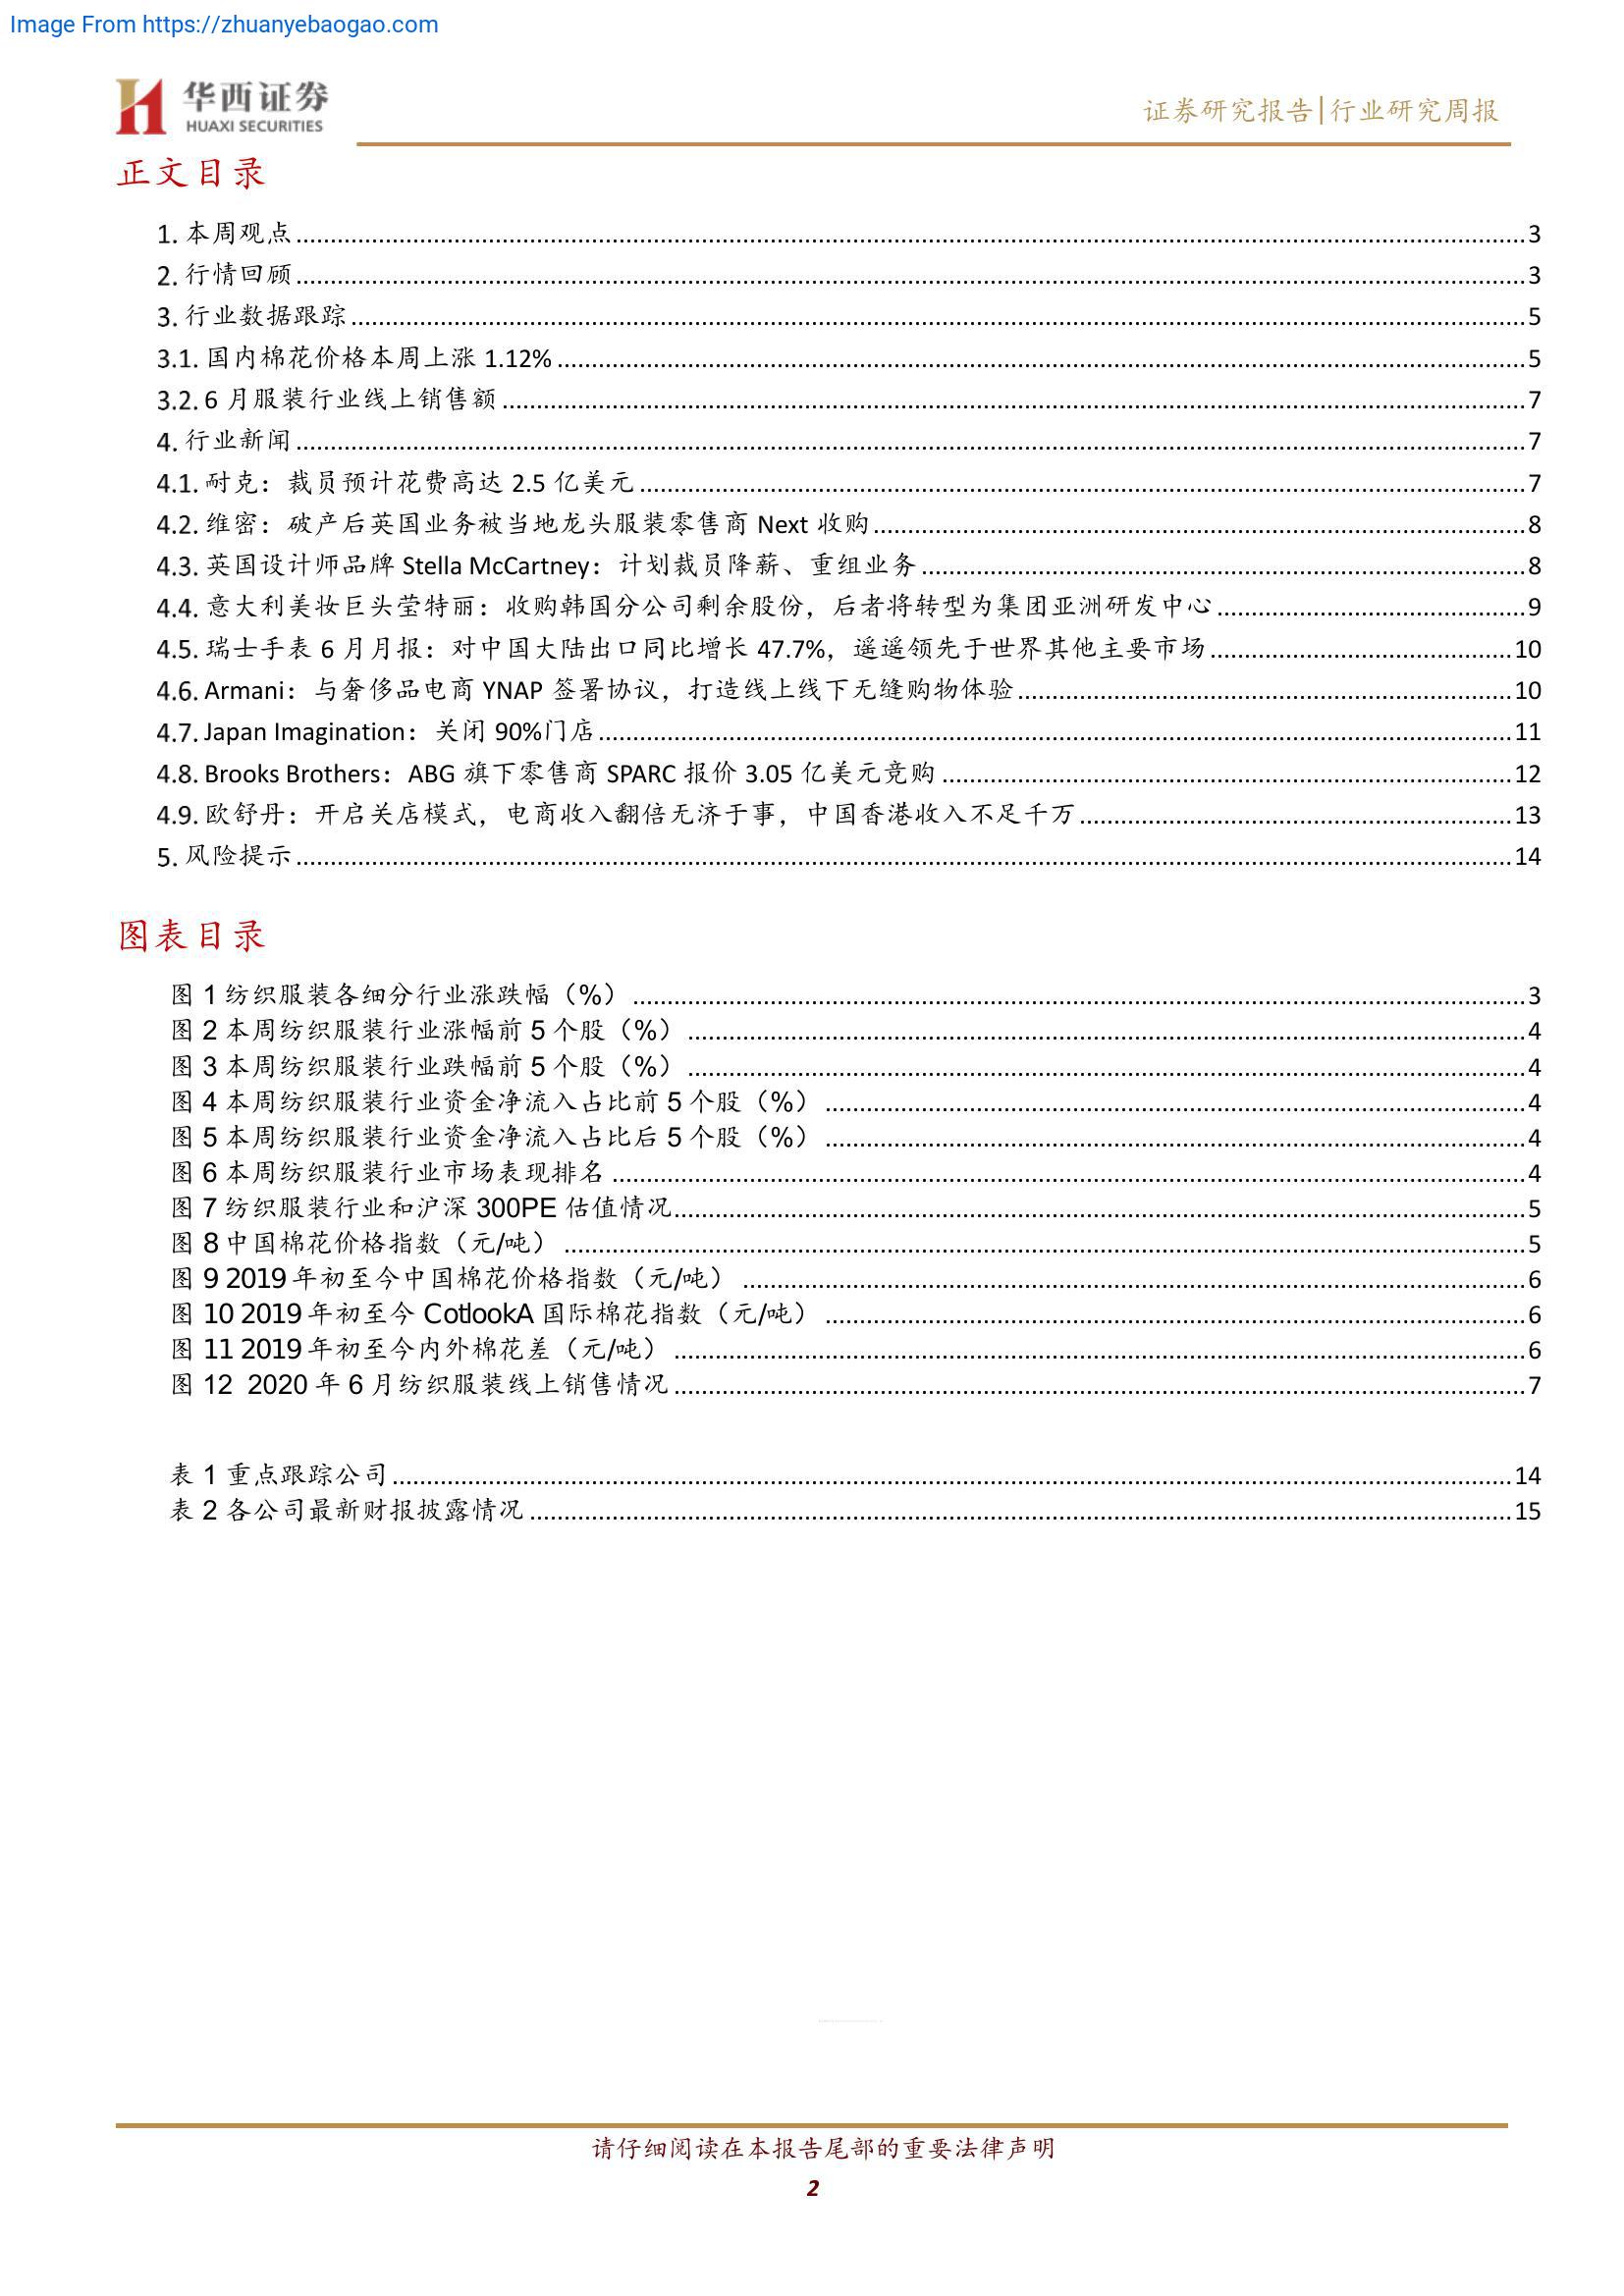 Image From https://zhuanyebaogao.com
华西证券
HUAXI SECURITIES
证券研究报告|行业研究周报
正文目录
1. 本周观点 3
2. 行情回顾 3
3. 行业数据跟踪 5
3.1. 国内棉花价格本周上涨 1.12% 5
3.2. 6 月服装行业线上销售额 7
4. 行业新闻 7
4.1. 耐克：裁员预计花费高达 2.5 亿美元 7
4.2. 维密：破产后英国业务被当地龙头服装零售商 Next 收购 8
4.3. 英国设计师品牌 Stella McCartney：计划裁员降薪、重组业务 8
4.4. 意大利美妆巨头莹特丽：收购韩国分公司剩余股份，后者将转型为集团亚洲研发中心 9
4.5. 瑞士手表 6 月月报：对中国大陆出口同比增长 47.7%，遥遥领先于世界其他主要市场 10
4.6. Armani：与奢侈品电商 YNAP 签署协议，打造线上线下无缝购物体验 10
4.7. Japan Imagination：关闭 90%门店 11
4.8. Brooks Brothers：ABG 旗下零售商 SPARC 报价 3.05 亿美元竞购 12
4.9. 欧舒丹：开启关店模式，电商收入翻倍无济于事，中国香港收入不足千万 13
5. 风险提示 14
图表目录
图 1 纺织服装各细分行业涨跌幅（%） 3
图 2 本周纺织服装行业涨幅前 5 个股（%） 4
图 3 本周纺织服装行业跌幅前 5 个股（%） 4
图 4 本周纺织服装行业资金净流入占比前 5 个股（%） 4
图 5 本周纺织服装行业资金净流入占比后 5 个股（%） 4
图 6 本周纺织服装行业市场表现排名 4
图 7 纺织服装行业和沪深 300PE 估值情况 5
图 8 中国棉花价格指数（元/吨） 5
图 9 2019 年初至今中国棉花价格指数（元/吨） 6
图 10 2019 年初至今 CotlookA 国际棉花指数（元/吨） 6
图 11 2019 年初至今内外棉花差（元/吨） 6
图 12 2020 年 6 月纺织服装线上销售情况 7
表 1 重点跟踪公司 14
表 2 各公司最新财报披露情况 15
请仔细阅读在本报告尾部的重要法律声明
2